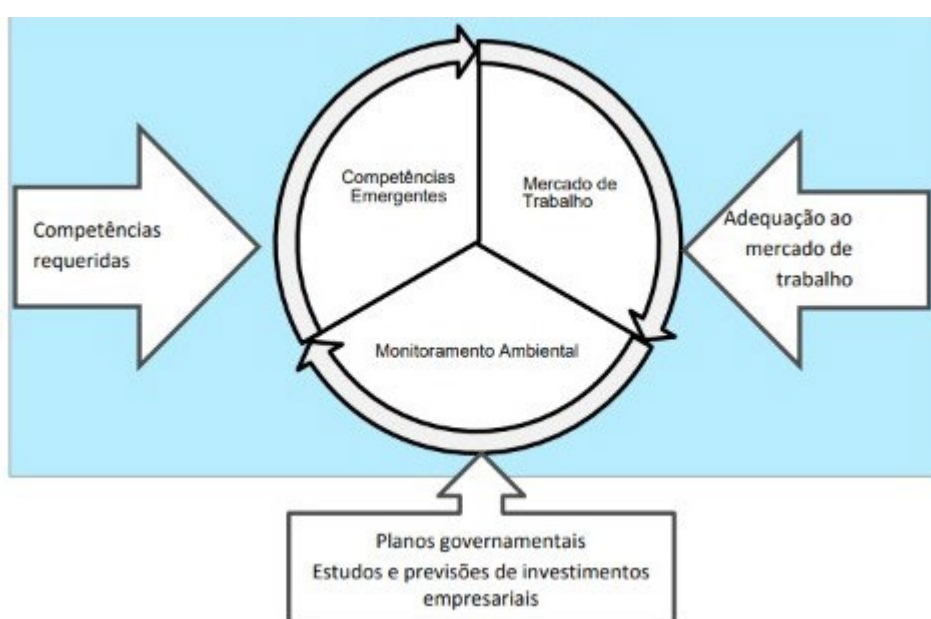 Competências
Emergentes
Mercado de
Trabalho
Competências
requeridas
Adequação ao
mercado de
trabalho
Monitoramento Ambiental
Planos governamentais
Estudos e previsões de investimentos
empresariais